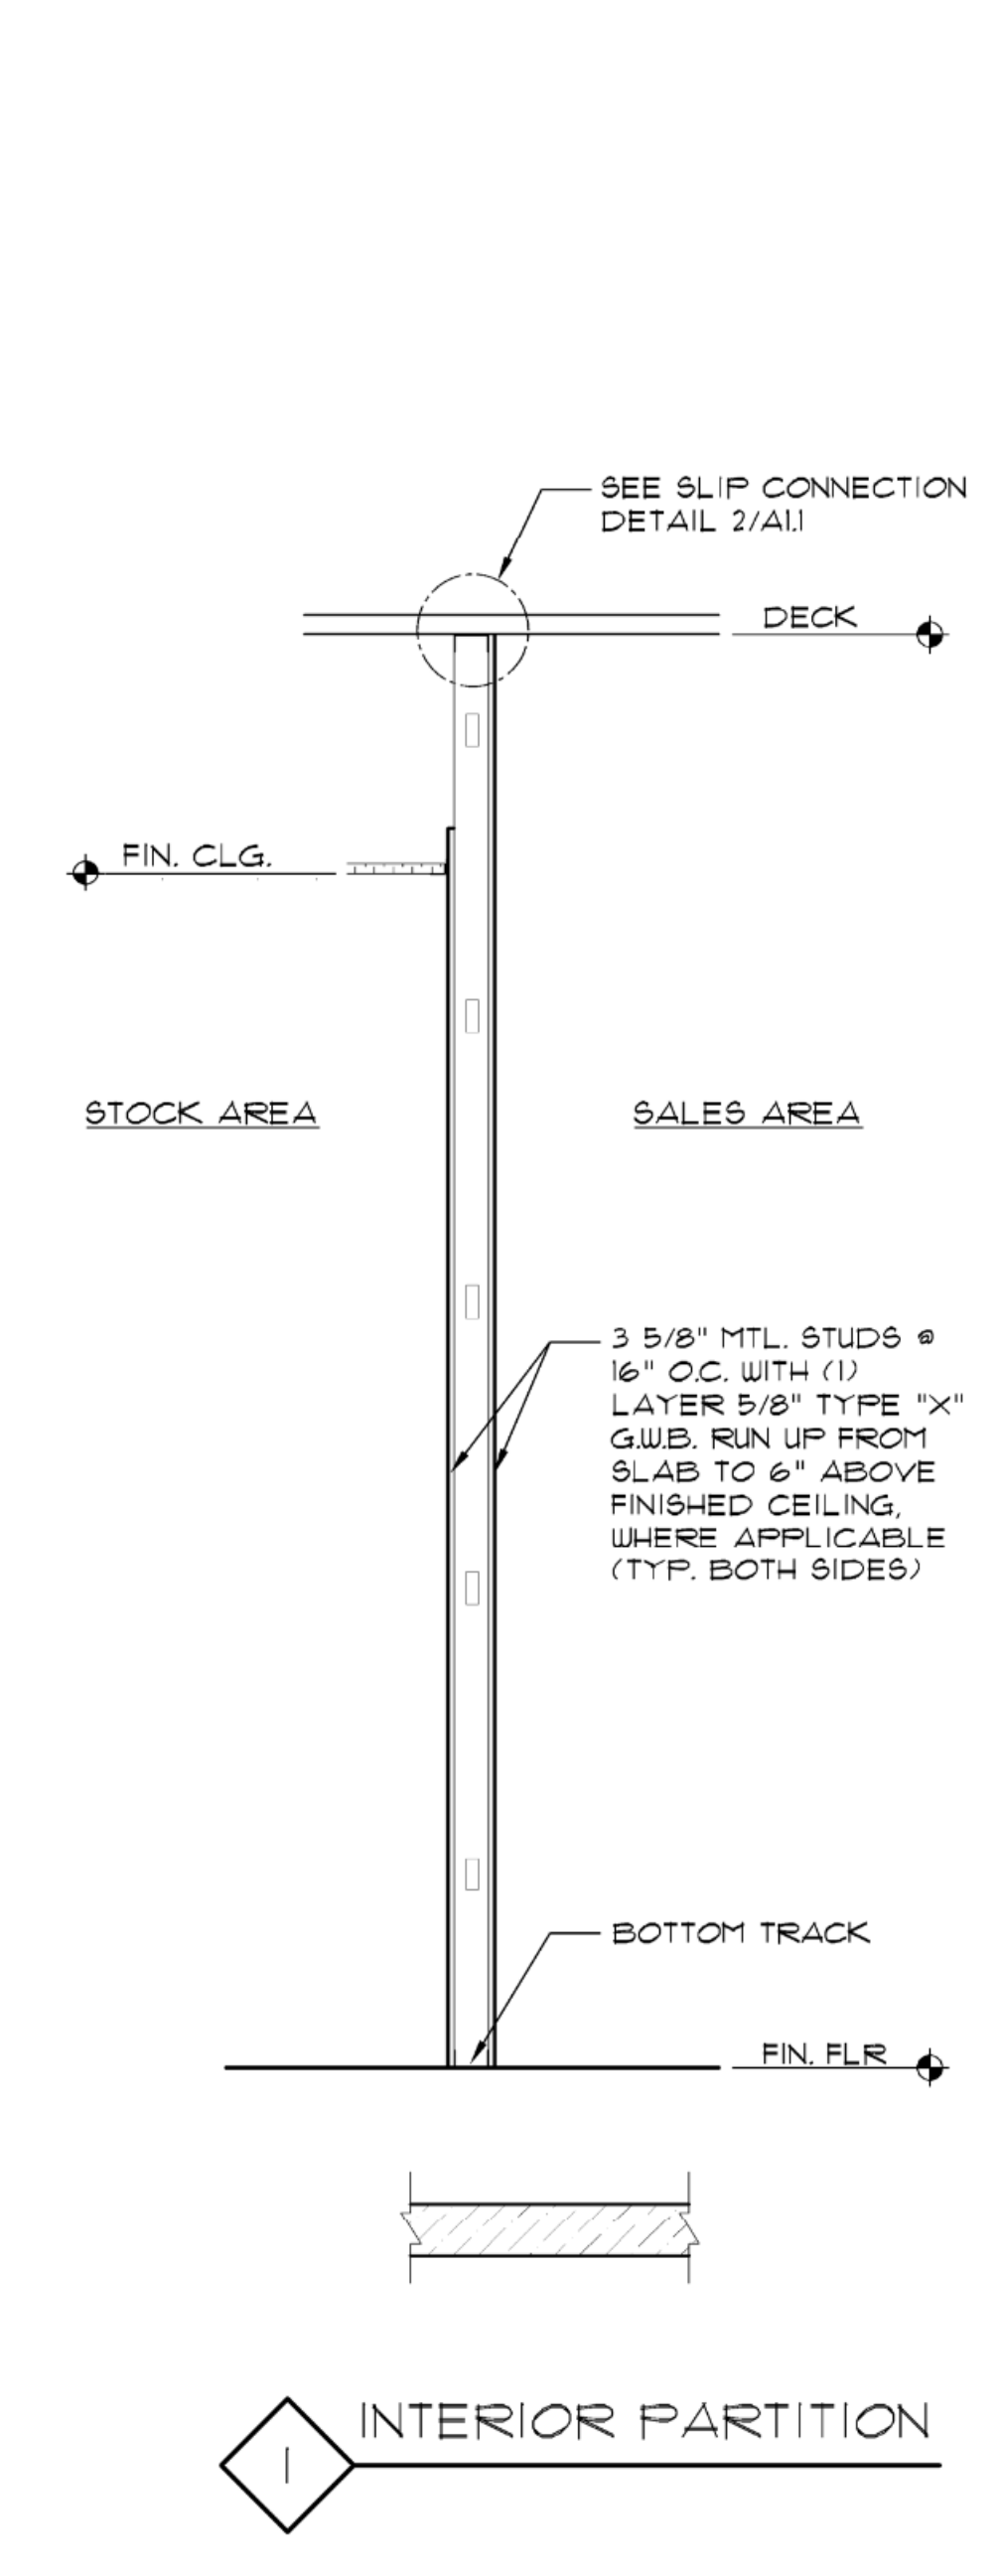 SEE SLIP CONNECTION
DETAIL 2/A1.1
DECK
FIN. CLG.
STOCK AREA
SALES AREA
3 5/8" MTL. STUDS @
16" O.C. WITH (1)
LAYER 5/8" TYPE "X"
G.W.B. RUN UP FROM
SLAB TO 6" ABOVE
FINISHED CEILING,
WHERE APPLICABLE
(TYP. BOTH SIDES)
BOTTOM TRACK
FIN. FLR
1
INTERIOR PARTITION